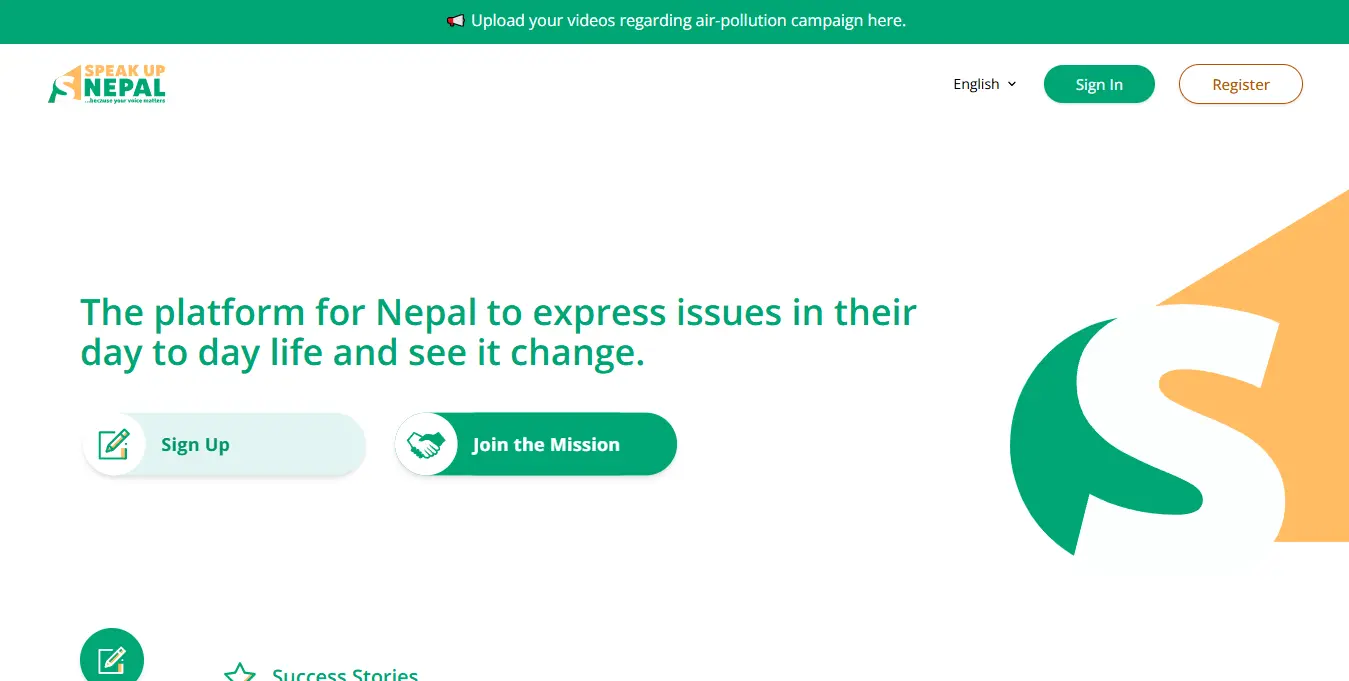 Upload your videos regarding air-pollution campaign here.
SPEAK UP
NEPAL
...because your voice matters
English
Sign In
Register
The platform for Nepal to express issues in their
day to day life and see it change.
Sign Up
Join the Mission
Success Stories